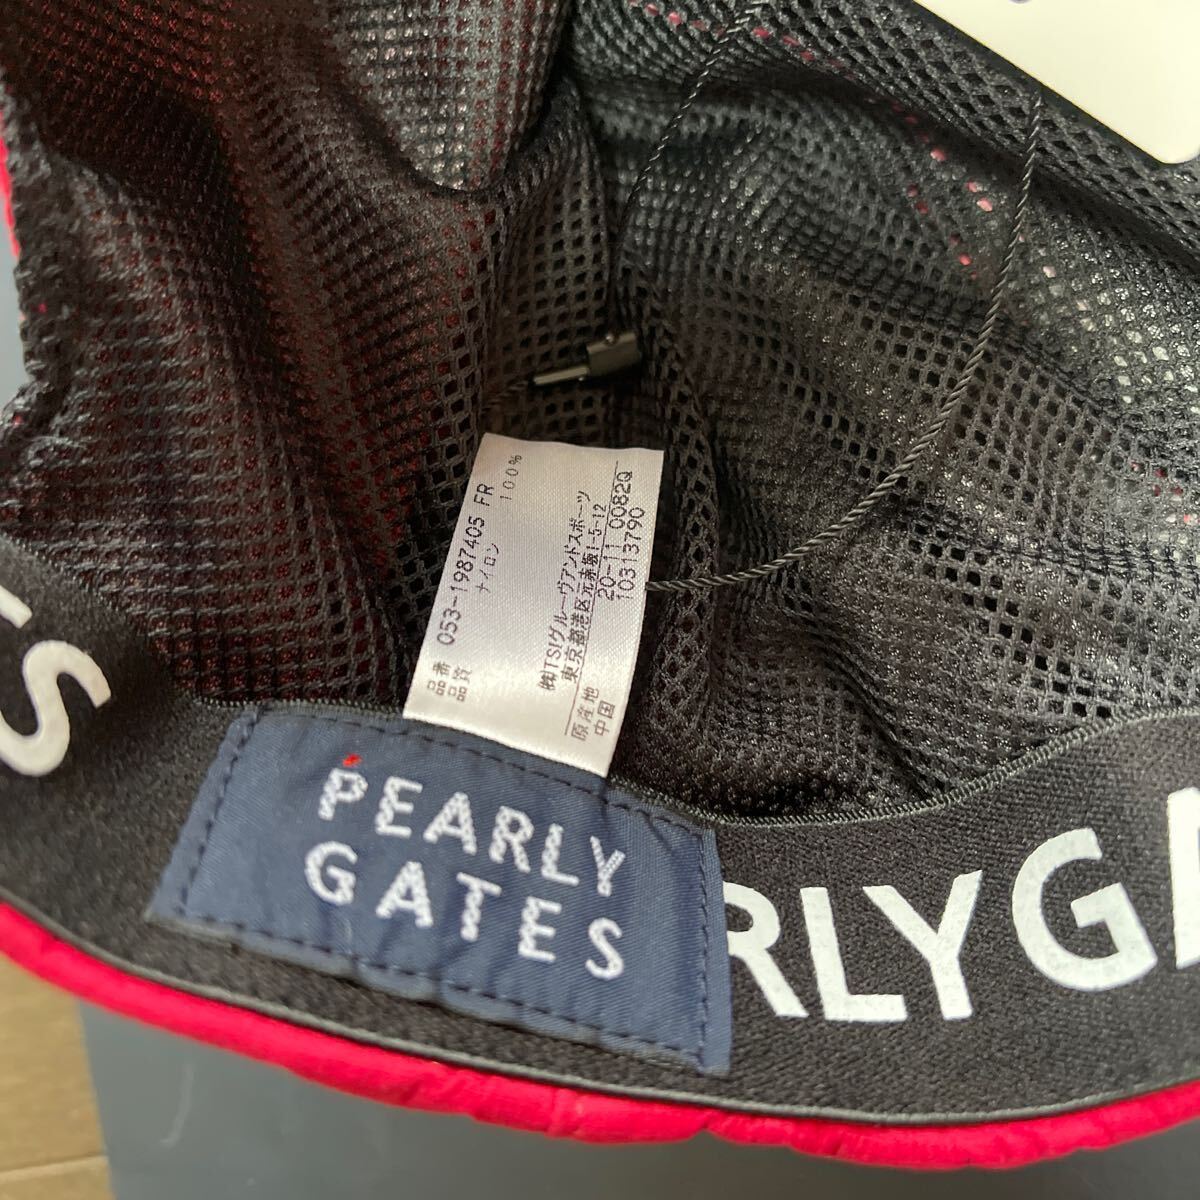 品番 053-1987405 FR
品質 ナイロン 100%
㈱TSIグルーヴアンドスポーツ
東京都港区元赤坂1-5-12
原産地 20-11 0082Q
中国 10313790
PEARLY
GATES
TS
RLYGA